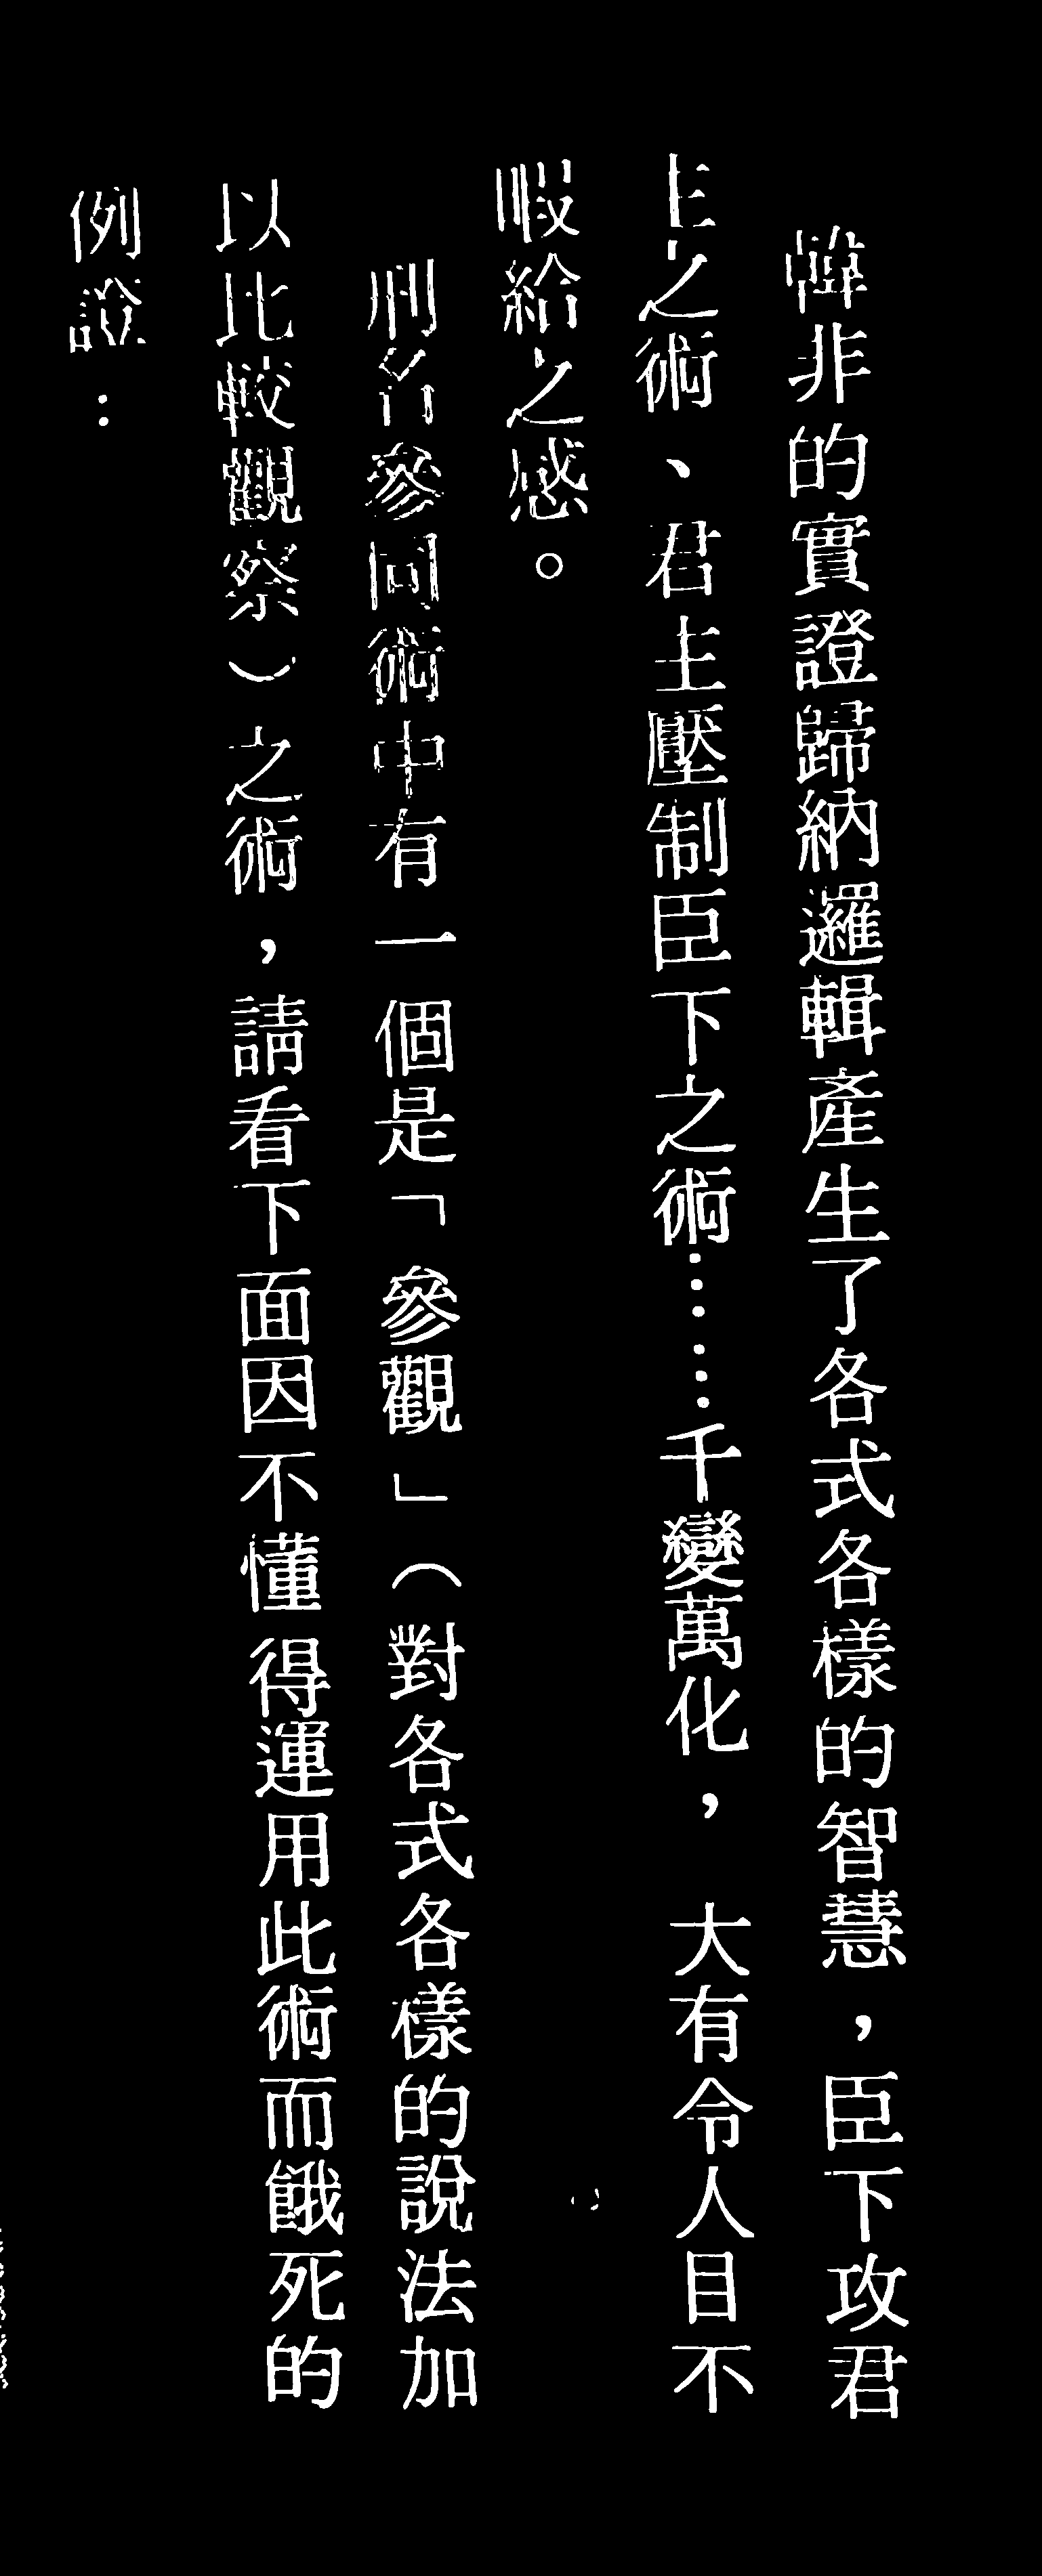 韓非的實證歸納邏輯產生了各式各樣的智慧，臣下攻君
主之術、君主壓制臣下之術……千變萬化，大有令人目不
暇給之感。
刑名參同術中有一個是「參觀」（對各式各樣的說法加
以比較觀察）之術，請看下面因不懂得運用此術而餓死的
例證：